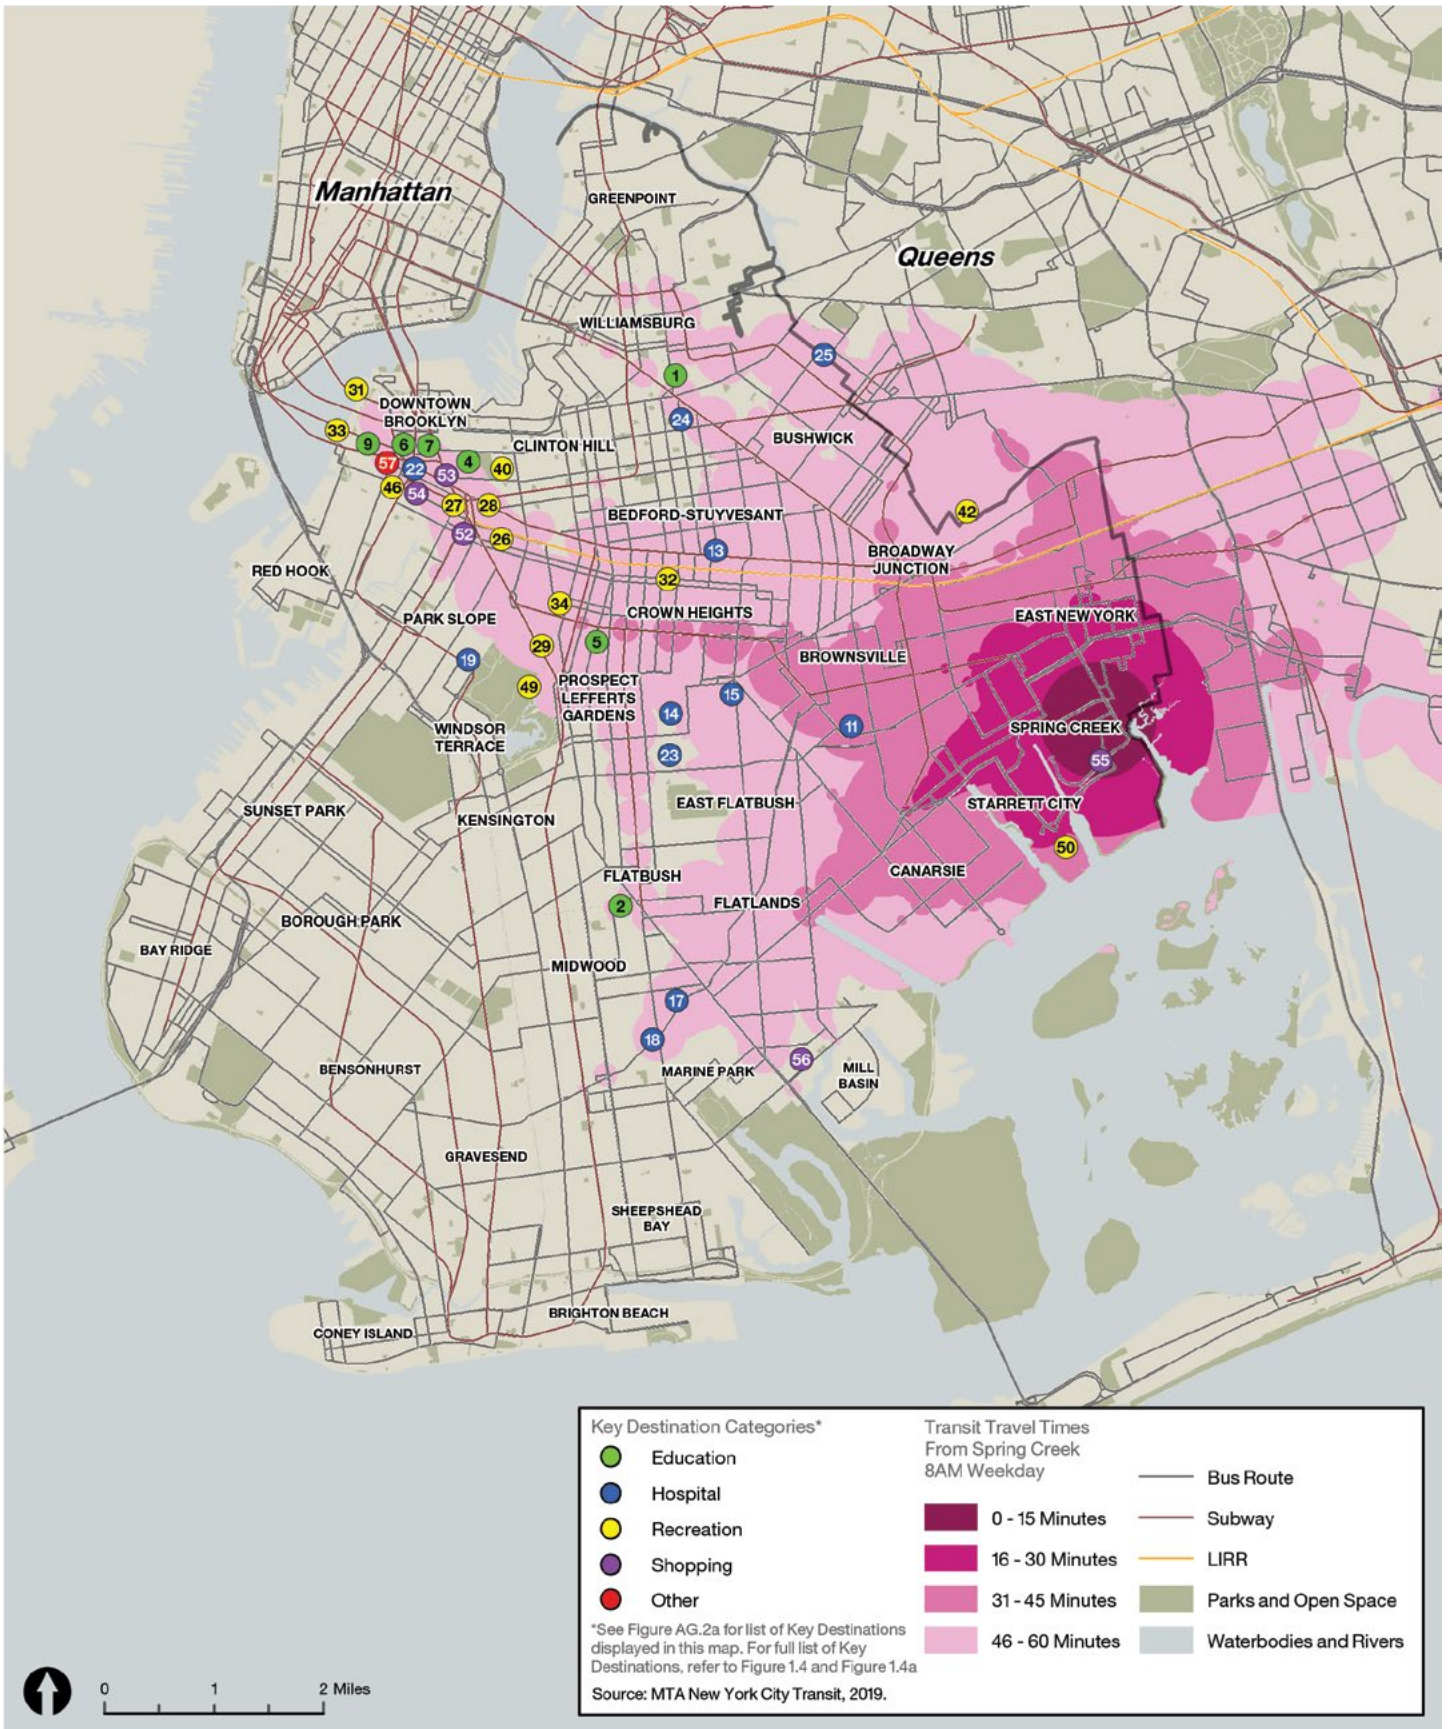 Manhattan
GREENPOINT
Queens
WILLIAMSBURG
25
1
31
DOWNTOWN
BROOKLYN
24
33
9
6
7
CLINTON HILL
BUSHWICK
57
22
53
4
40
46
54
27
28
42
BEDFORD-STUYVESANT
52
26
13
BROADWAY
JUNCTION
RED HOOK
32
34
CROWN HEIGHTS
PARK SLOPE
EAST NEW YORK
5
29
BROWNSVILLE
19
49
PROSPECT
LEFFERTS
GARDENS
15
14
11
SPRING CREEK
WINDSOR
TERRACE
23
55
EAST FLATBUSH
STARRETT CITY
SUNSET PARK
KENSINGTON
50
CANARSIE
FLATBUSH
2
FLATLANDS
BOROUGH PARK
BAY RIDGE
MIDWOOD
17
18
56
BENSONHURST
MARINE PARK
MILL
BASIN
GRAVESEND
SHEEPSHEAD
BAY
BRIGHTON BEACH
CONEY ISLAND
Key Destination Categories*
Education
Hospital
Recreation
Shopping
Other
*See Figure AG.2a for list of Key Destinations
displayed in this map. For full list of Key
Destinations, refer to Figure 1.4 and Figure 1.4a
Source: MTA New York City Transit, 2019.
Transit Travel Times
From Spring Creek
8AM Weekday
0 - 15 Minutes
16 - 30 Minutes
31 - 45 Minutes
46 - 60 Minutes
Bus Route
Subway
LIRR
Parks and Open Space
Waterbodies and Rivers
0 1 2 Miles